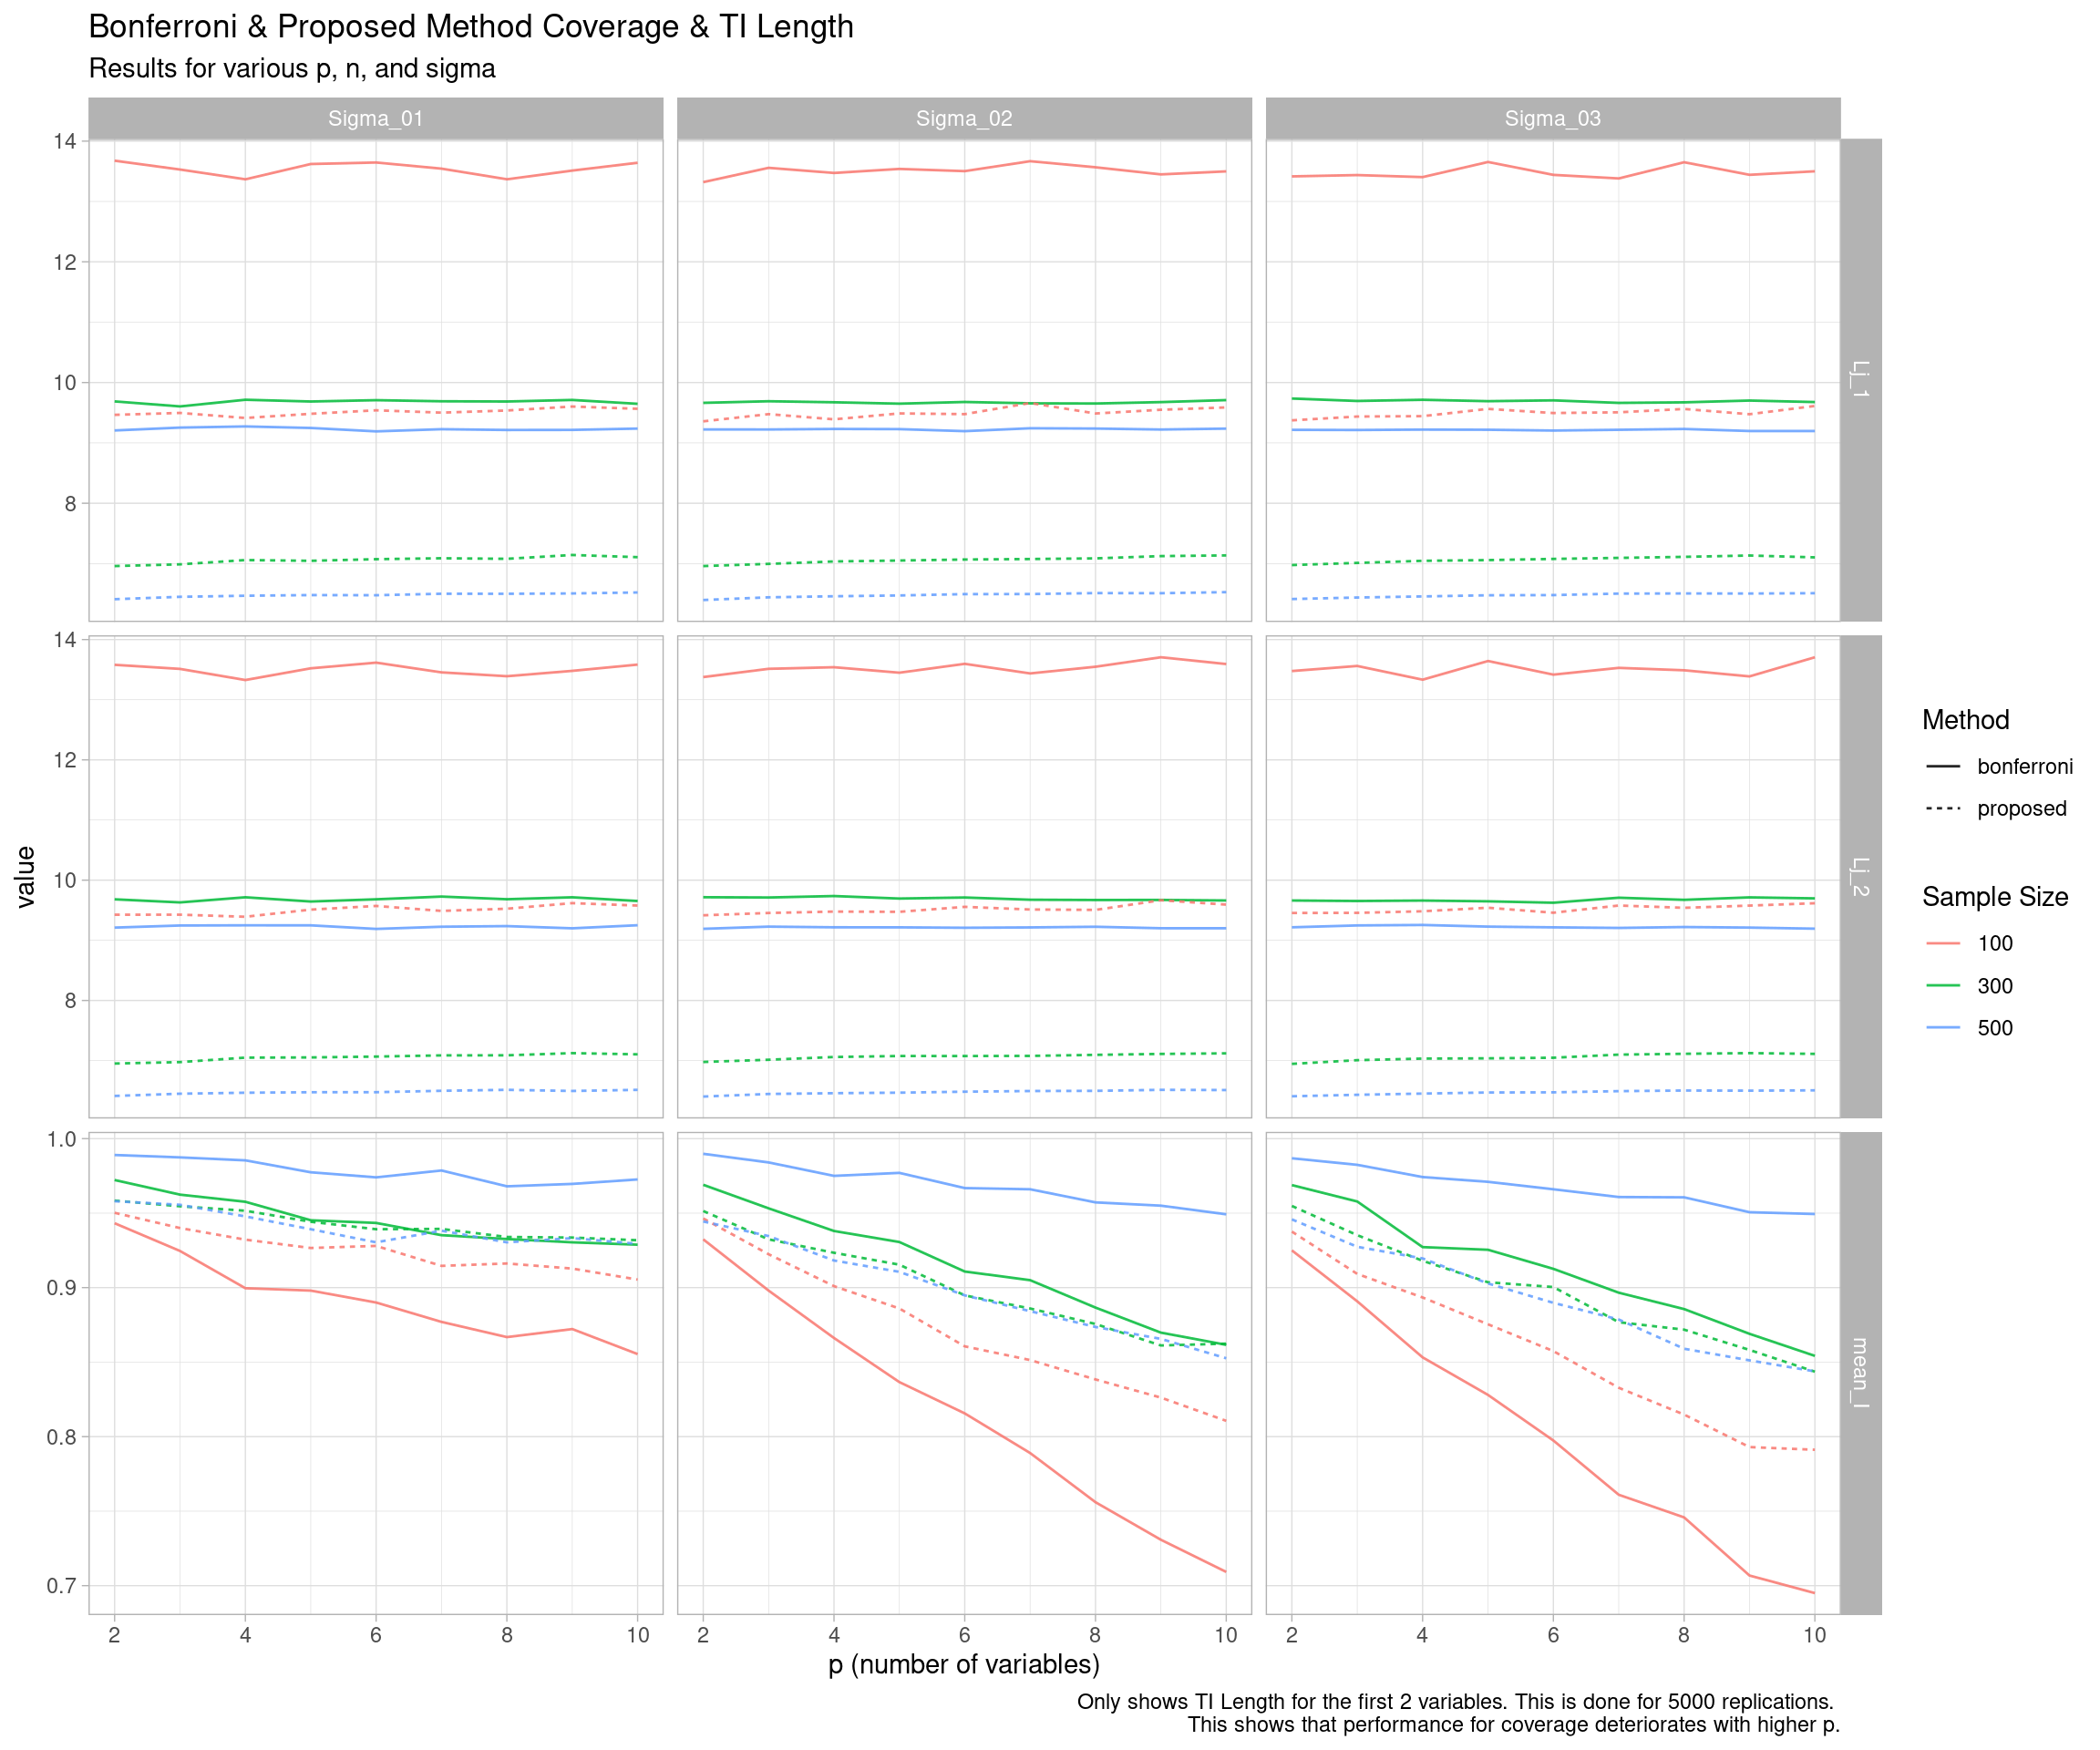 Bonferroni & Proposed Method Coverage & TI Length
Results for various p, n, and sigma
Sigma_01
Sigma_02
Sigma_03
14
12
10
8
Lj_1
14
12
10
8
Lj_2
1.0
0.9
0.8
0.7
mean_I
value
2 4 6 8 10
2 4 6 8 10
2 4 6 8 10
p (number of variables)
Method
bonferroni
proposed
Sample Size
100
300
500
Only shows TI Length for the first 2 variables. This is done for 5000 replications.
This shows that performance for coverage deteriorates with higher p.